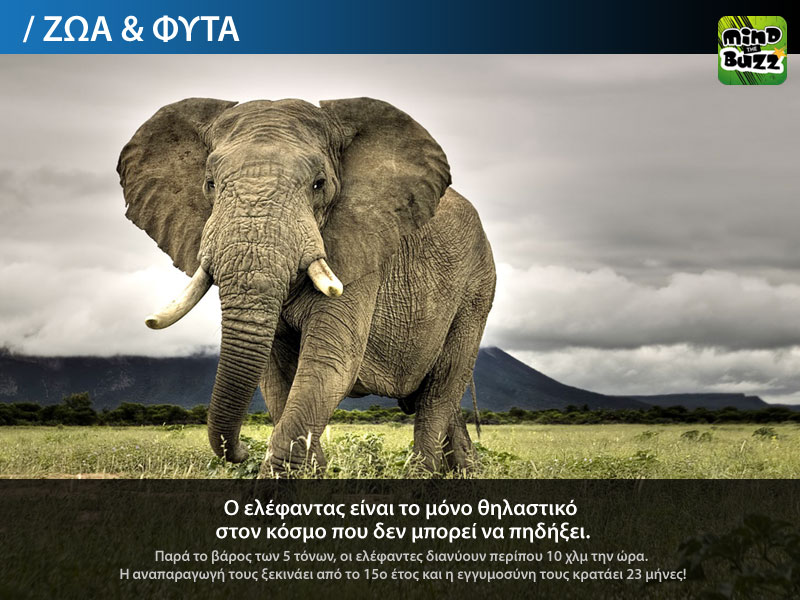 / ΖΩΑ & ΦΥΤΑ
MIND
THE
BUZZ
Ο ελέφαντας είναι το μόνο θηλαστικό
στον κόσμο που δεν μπορεί να πηδήξει.
Παρά το βάρος των 5 τόνων, οι ελέφαντες διανύουν περίπου 10 χλμ την ώρα.
Η αναπαραγωγή τους ξεκινάει από το 15ο έτος και η εγγυμοσύνη τους κρατάει 23 μήνες!